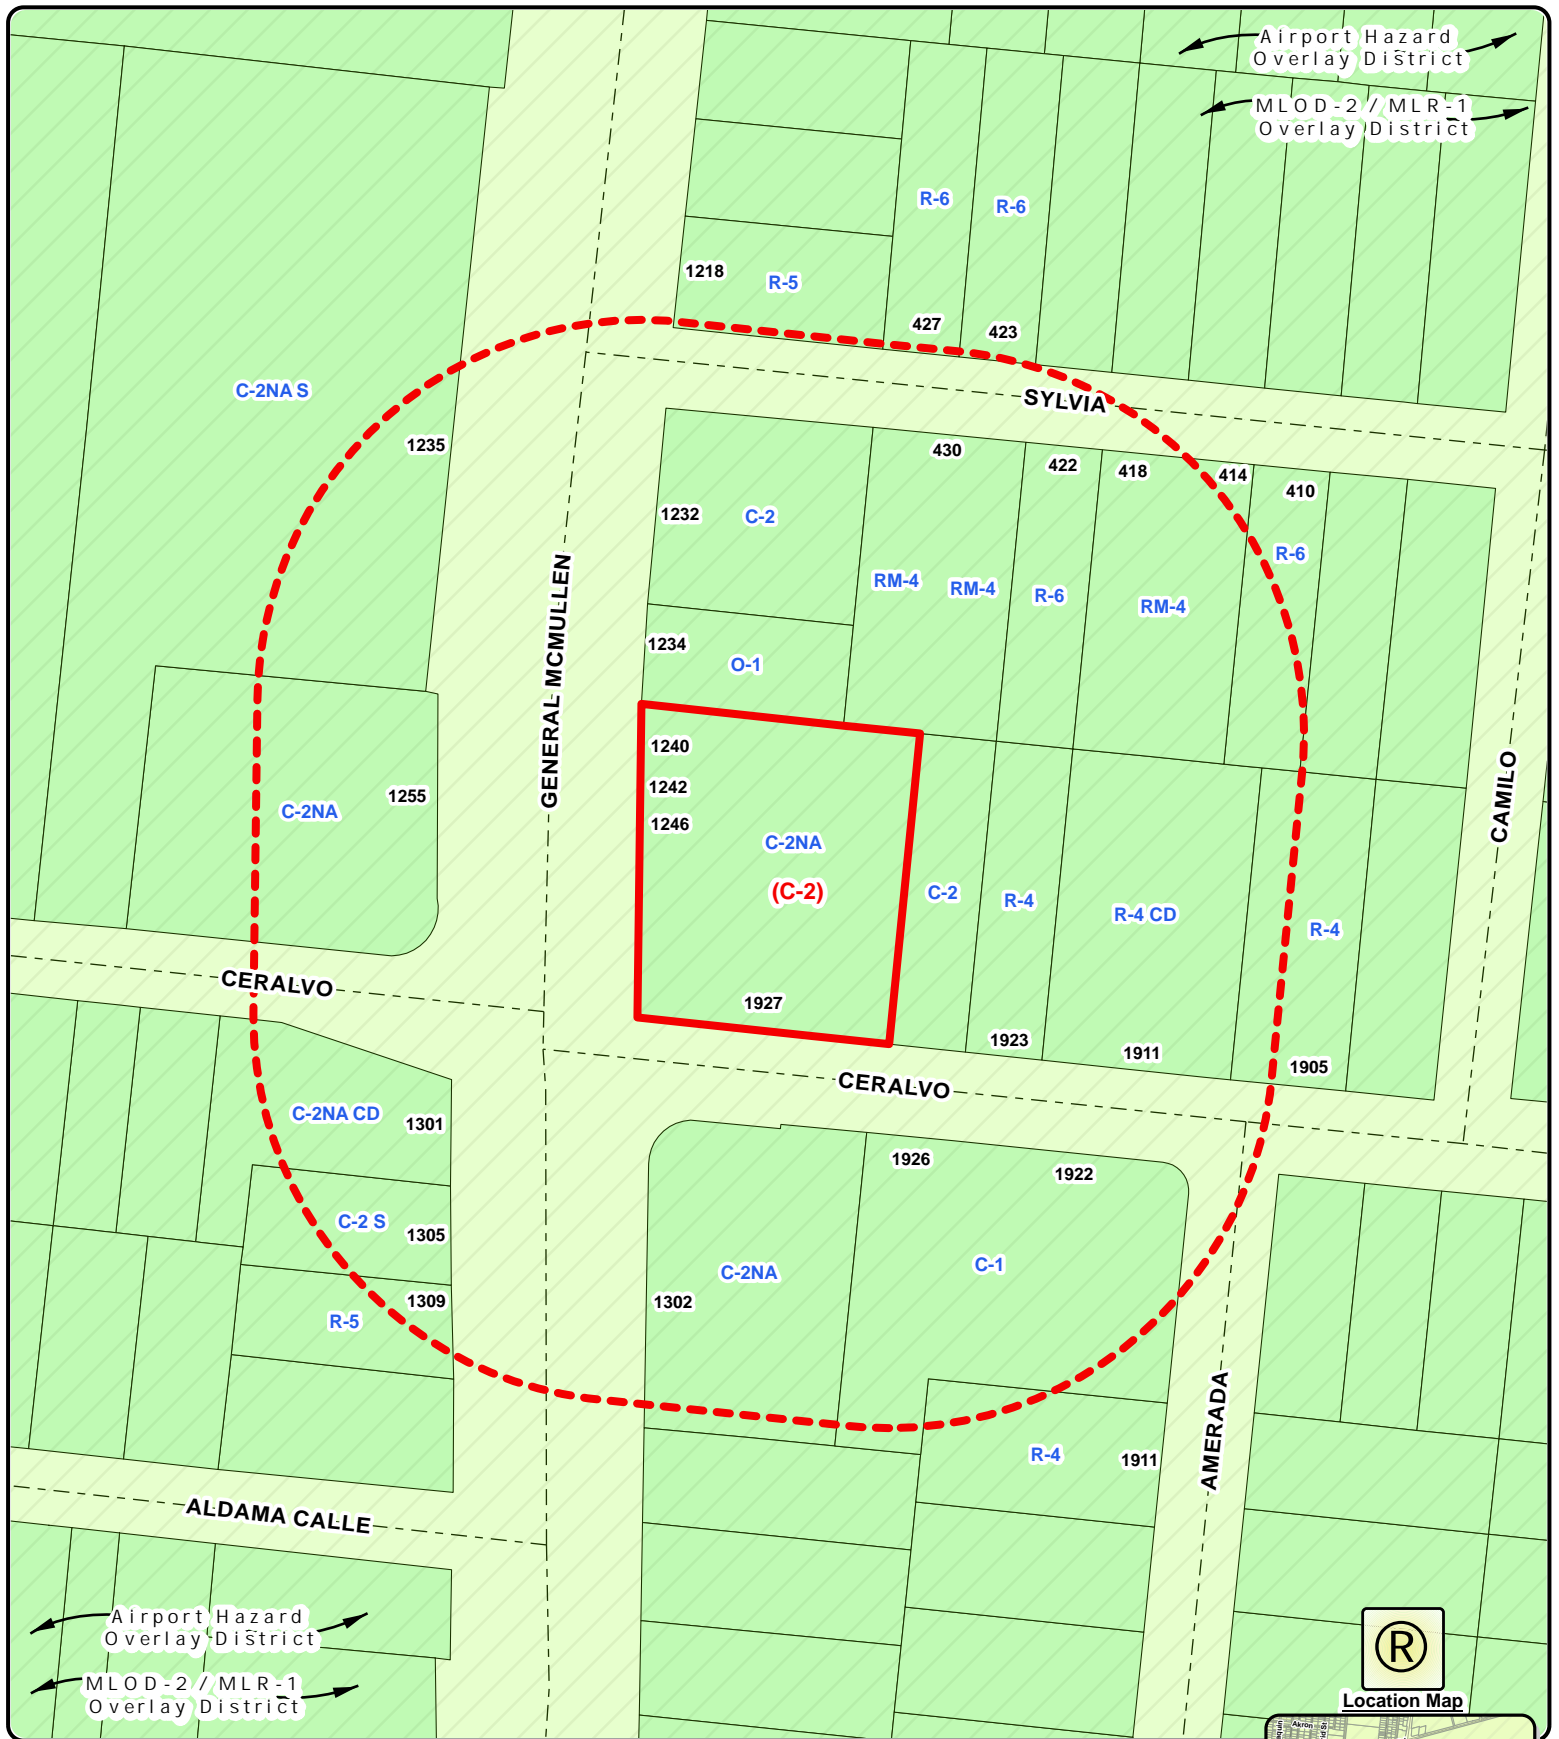 Airport Hazard
Overlay District
MLOD-2 / MLR-1
Overlay District
R-6
R-6
1218
R-5
427
423
C-2NA S
SYLVIA
1235
430
422
418
414
410
1232
C-2
R-6
RM-4
RM-4
R-6
RM-4
GENERAL MCMULLEN
1234
O-1
1240
1242
1246
1255
C-2NA
CAMILO
C-2NA
(C-2)
C-2
R-4
R-4 CD
R-4
CERALVO
1927
1923
1911
1905
CERALVO
C-2NA CD
1301
1926
1922
C-2 S
1305
C-2NA
C-1
1309
1302
R-5
AMERADA
R-4
1911
ALDAMA CALLE
Airport Hazard
Overlay District
MLOD-2 / MLR-1
Overlay District
R
Location Map
Akron